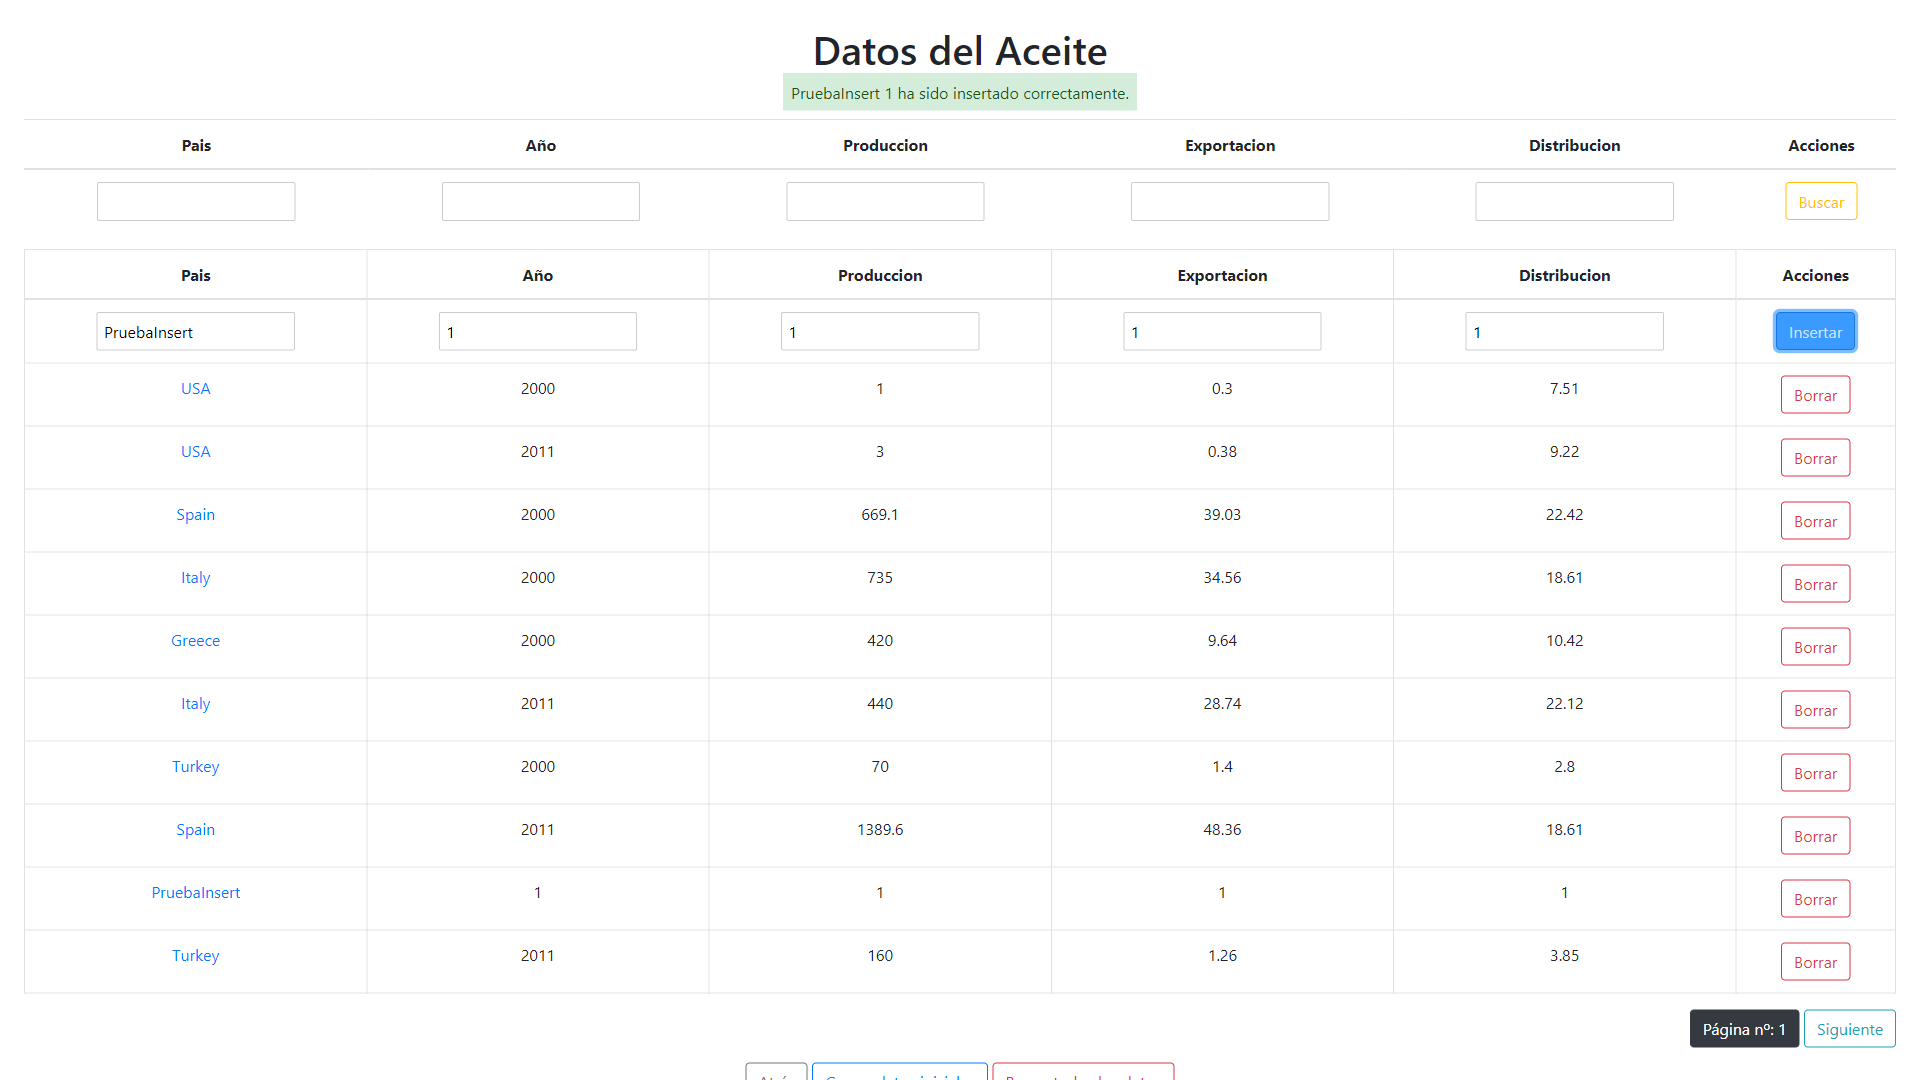 Datos del Aceite
PruebaInsert 1 ha sido insertado correctamente.
Pais Año Produccion Exportacion Distribucion Acciones
Buscar
Pais Año Produccion Exportacion Distribucion Acciones
PruebaInsert 1 1 1 1 Insertar
USA 2000 1 0.3 7.51 Borrar
USA 2011 3 0.38 9.22 Borrar
Spain 2000 669.1 39.03 22.42 Borrar
Italy 2000 735 34.56 18.61 Borrar
Greece 2000 420 9.64 10.42 Borrar
Italy 2011 440 28.74 22.12 Borrar
Turkey 2000 70 1.4 2.8 Borrar
Spain 2011 1389.6 48.36 18.61 Borrar
PruebaInsert 1 1 1 1 Borrar
Turkey 2011 160 1.26 3.85 Borrar
Página nº: 1 Siguiente